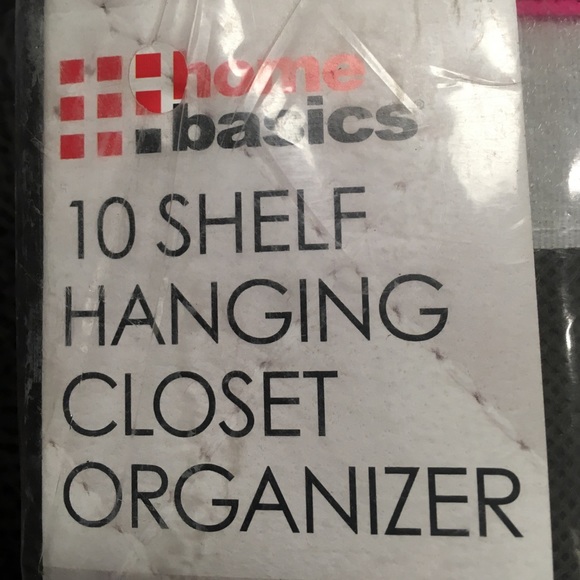 home
basics
10 SHELF
HANGING
CLOSET
ORGANIZER